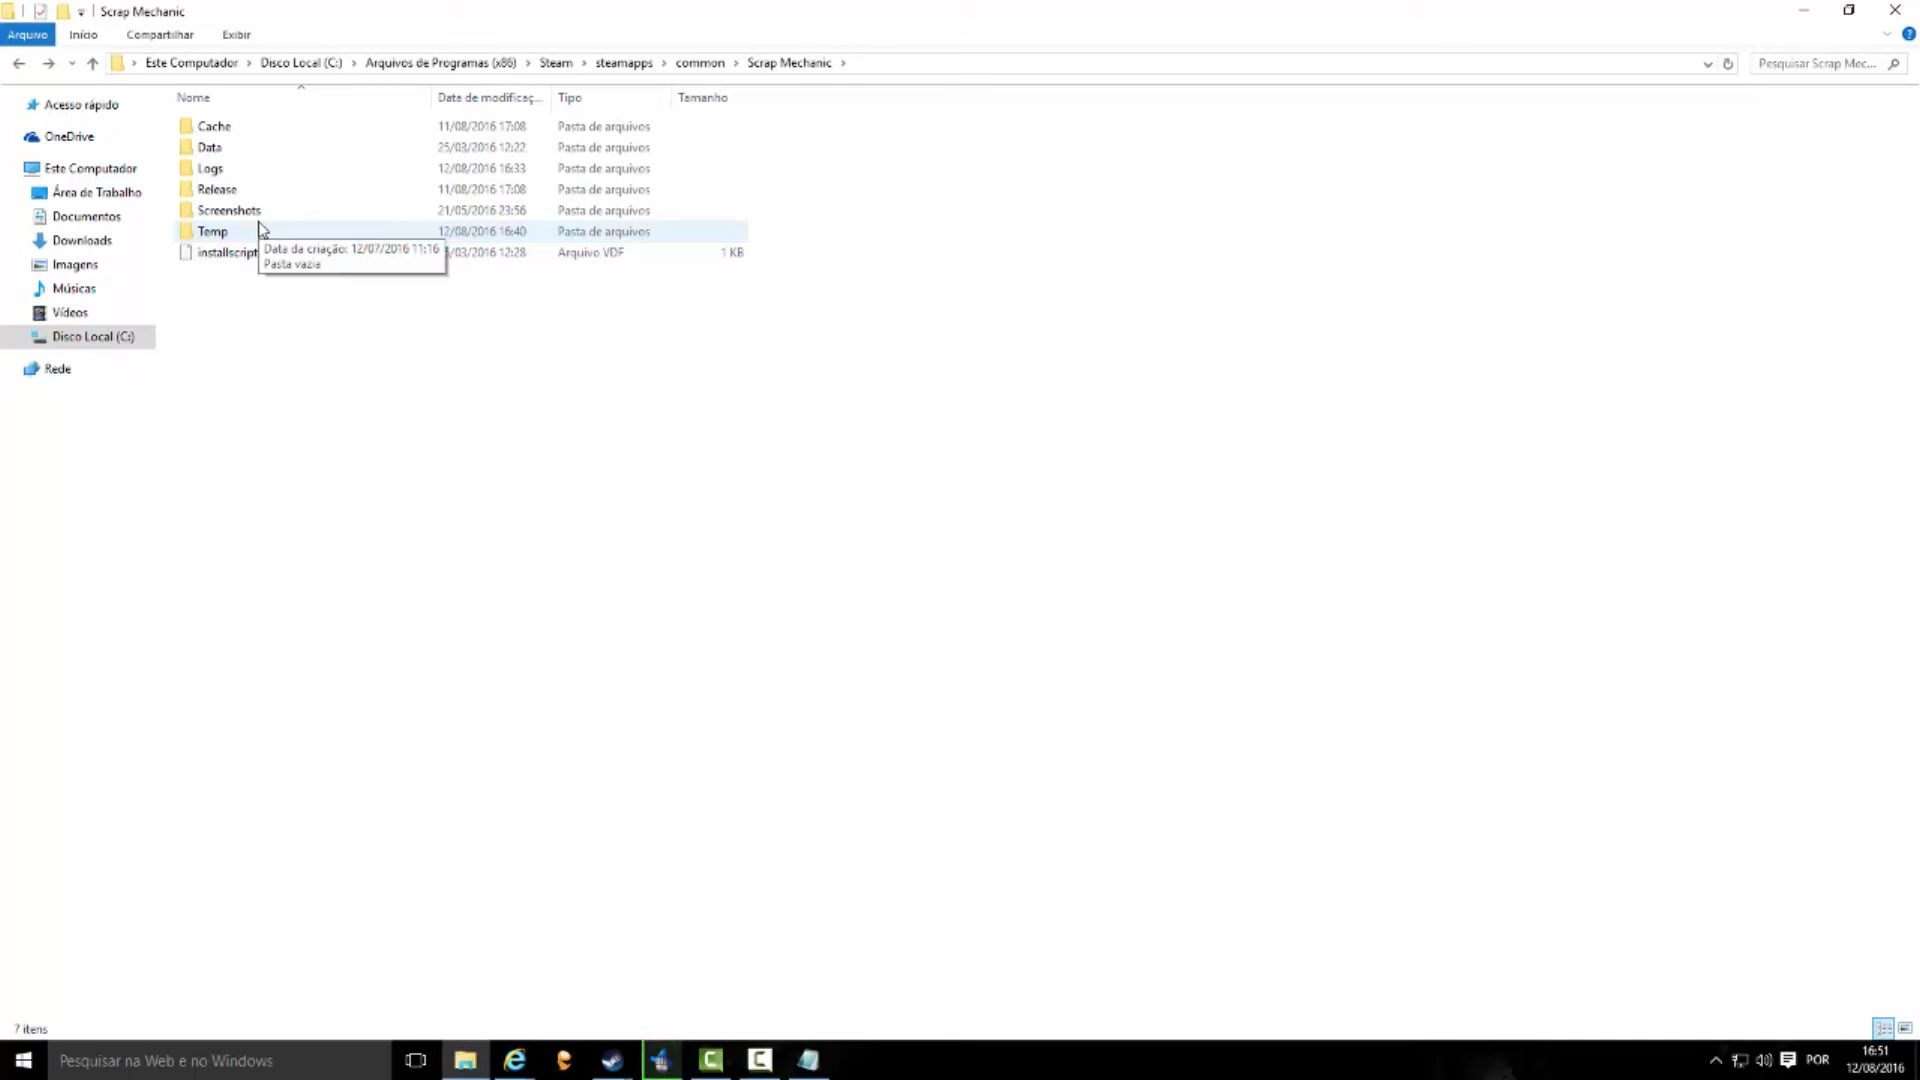 Scrap Mechanic
Arquivo Início Compartilhar Exibir
Este Computador Disco Local (C:) Arquivos de Programas (x86) Steam steamapps common Scrap Mechanic Pesquisar Scrap Mec...
Nome Data de modificaç... Tipo Tamanho
Acesso rápido
OneDrive
Este Computador
Área de Trabalho
Documentos
Downloads
Imagens
Músicas
Vídeos
Disco Local (C:)
Rede
Cache 11/08/2016 17:08 Pasta de arquivos
Data 25/03/2016 12:22 Pasta de arquivos
Logs 12/08/2016 16:33 Pasta de arquivos
Release 11/08/2016 17:08 Pasta de arquivos
Screenshots 21/05/2016 23:56 Pasta de arquivos
Temp 12/08/2016 16:40 Pasta de arquivos
installscript /03/2016 12:28 Arquivo VDF 1 KB
Data da criação: 12/07/2016 11:16
Pasta vazia
7 itens
Pesquisar na Web e no Windows
POR
16:51
12/08/2016